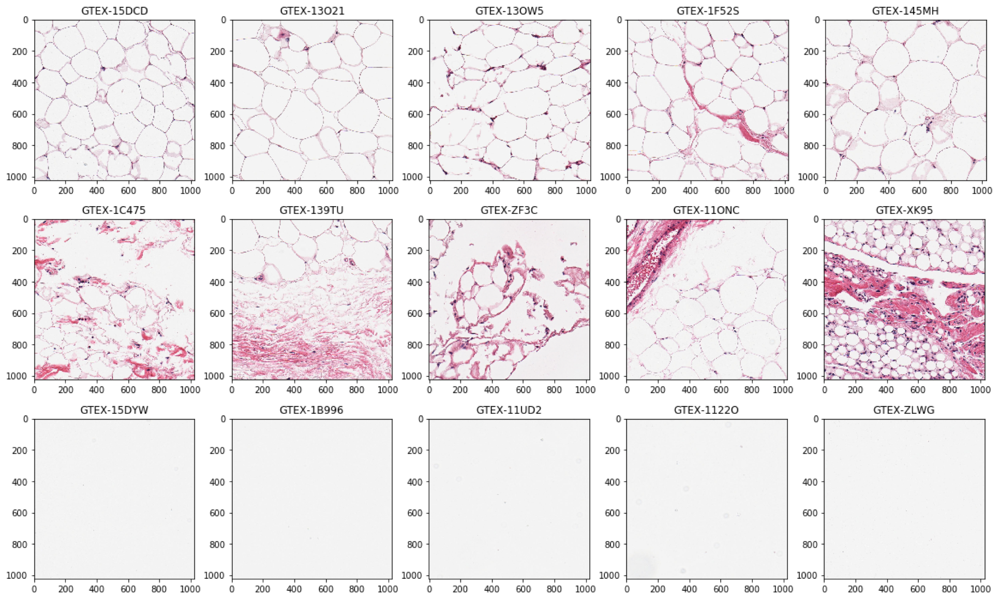 GTEX-15DCD GTEX-13O21 GTEX-13OW5 GTEX-1F52S GTEX-145MH
0 0 0 0 0
200 200 200 200 200
400 400 400 400 400
600 600 600 600 600
800 800 800 800 800
1000 1000 1000 1000 1000
0 200 400 600 800 1000 0 200 400 600 800 1000 0 200 400 600 800 1000 0 200 400 600 800 1000 0 200 400 600 800 1000
GTEX-1C475 GTEX-139TU GTEX-ZF3C GTEX-11ONC GTEX-XK95
0 0 0 0 0
200 200 200 200 200
400 400 400 400 400
600 600 600 600 600
800 800 800 800 800
1000 1000 1000 1000 1000
0 200 400 600 800 1000 0 200 400 600 800 1000 0 200 400 600 800 1000 0 200 400 600 800 1000 0 200 400 600 800 1000
GTEX-15DYW GTEX-1B996 GTEX-11UD2 GTEX-1122O GTEX-ZLWG
0 0 0 0 0
200 200 200 200 200
400 400 400 400 400
600 600 600 600 600
800 800 800 800 800
1000 1000 1000 1000 1000
0 200 400 600 800 1000 0 200 400 600 800 1000 0 200 400 600 800 1000 0 200 400 600 800 1000 0 200 400 600 800 1000